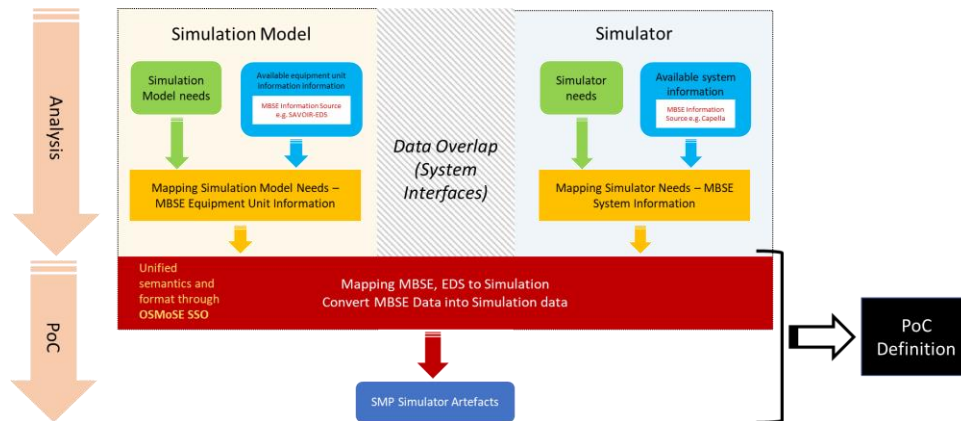 Analysis
PoC
Simulation Model
Simulation
Model needs
Available equipment unit
Information information
MBSE Information Source
e.g. SAVOIR-EDS
Mapping Simulation Model Needs –
MBSE Equipment Unit Information
Data Overlap
(System
Interfaces)
Simulator
Simulator
needs
Available system
information
MBSE Information
Source e.g. Capella
Mapping Simulator Needs – MBSE
System Information
Unified
semantics and
format through
OSMoSE SSO
Mapping MBSE, EDS to Simulation
Convert MBSE Data into Simulation data
SMP Simulator Artefacts
PoC
Definition